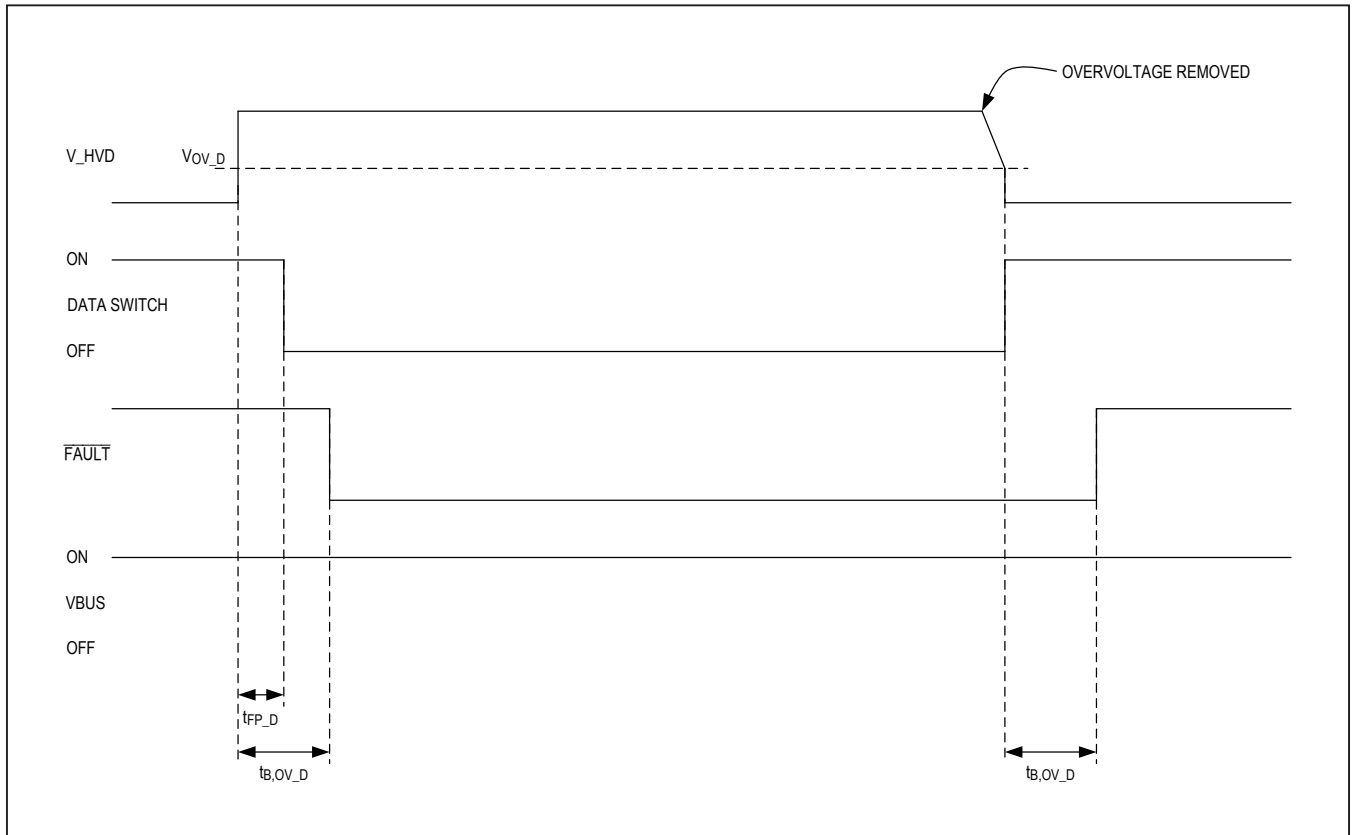 OVERVOLTAGE REMOVED
V_HVD
VOV_D
ON
DATA SWITCH
OFF
FAULT
ON
VBUS
OFF
tFP_D
tB,OV_D
tB,OV_D